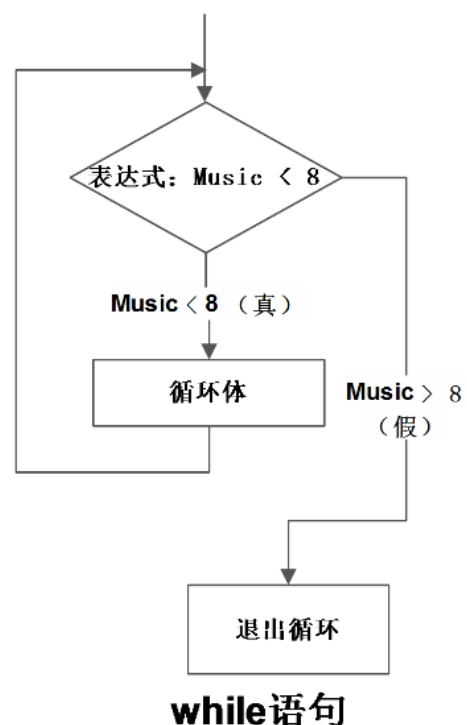 表达式：Music < 8
Music < 8 （真）
循环体
Music > 8
（假）
退出循环
while语句